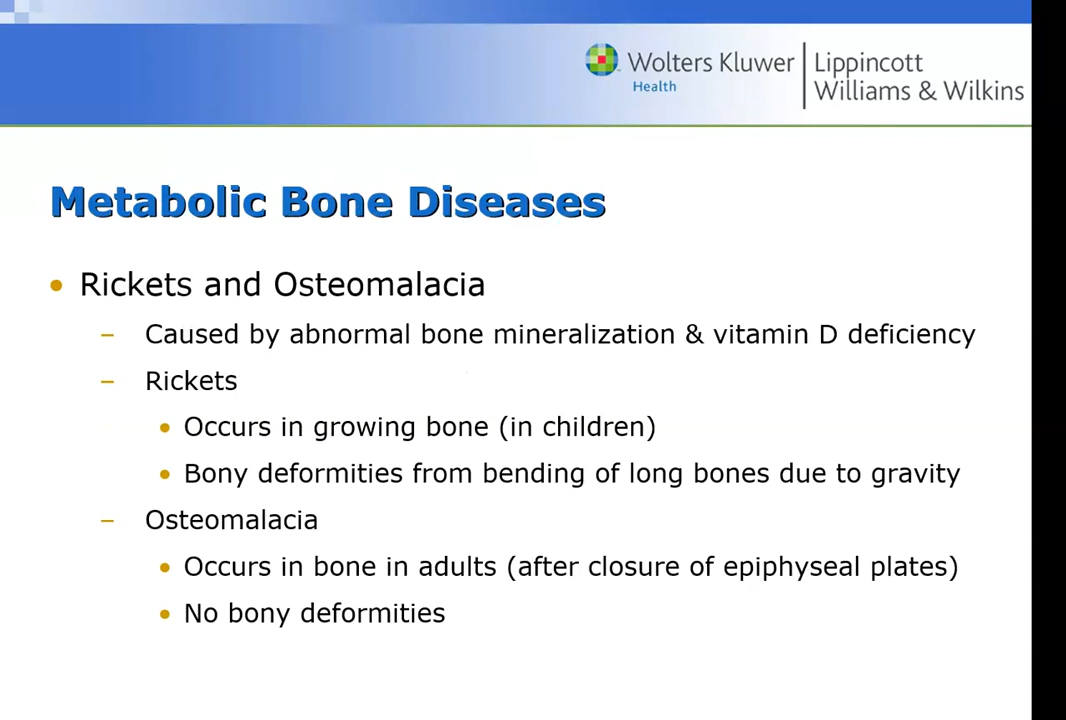 Wolters Kluwer
Health
Lippincott
Williams & Wilkins
Metabolic Bone Diseases
• Rickets and Osteomalacia
– Caused by abnormal bone mineralization & vitamin D deficiency
– Rickets
• Occurs in growing bone (in children)
• Bony deformities from bending of long bones due to gravity
– Osteomalacia
• Occurs in bone in adults (after closure of epiphyseal plates)
• No bony deformities